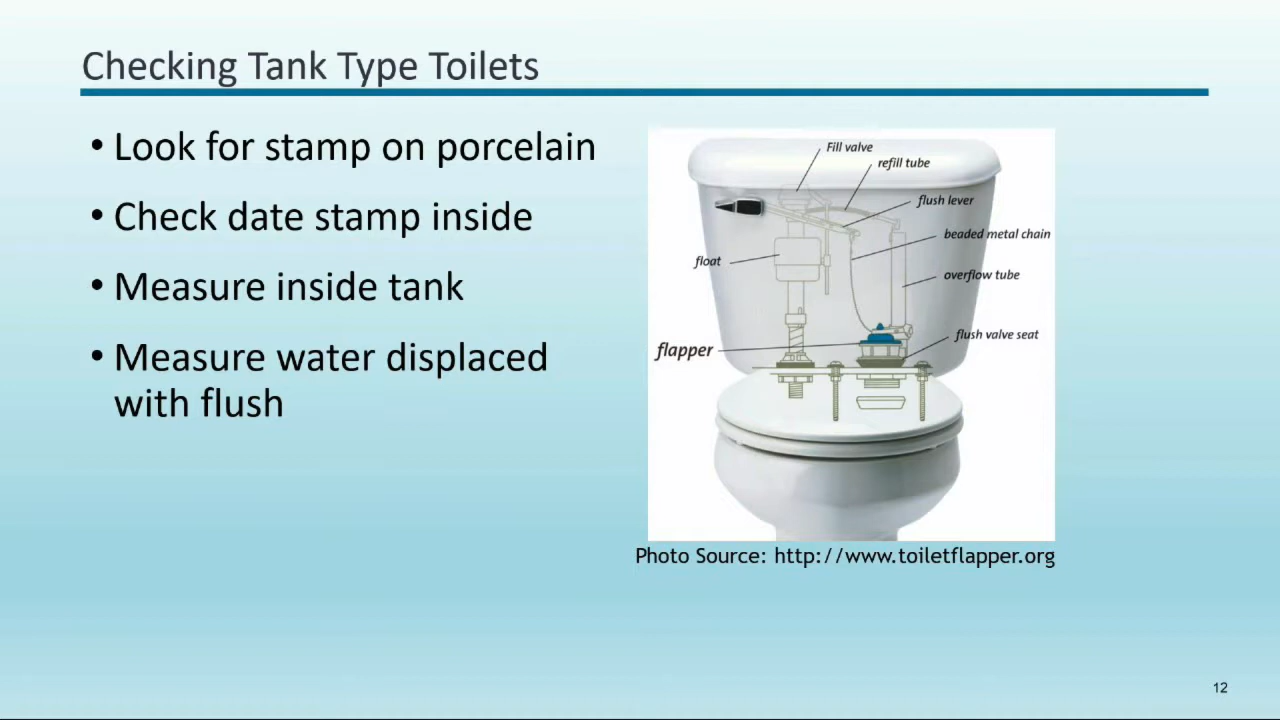 Checking Tank Type Toilets
• Look for stamp on porcelain
• Check date stamp inside
• Measure inside tank
• Measure water displaced
with flush
Fill valve
refill tube
flush lever
beaded metal chain
float
overflow tube
flush valve seat
flapper
Photo Source: http://www.toiletflapper.org
12